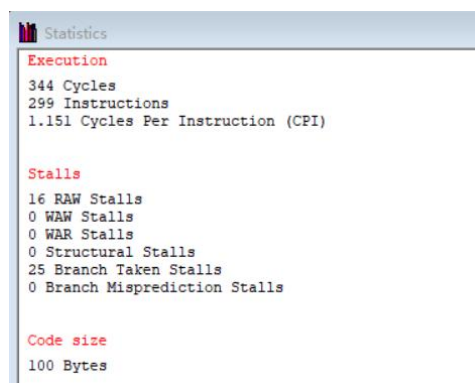 Statistics
Execution
344 Cycles
299 Instructions
1.151 Cycles Per Instruction (CPI)
Stalls
16 RAW Stalls
0 WAW Stalls
0 WAR Stalls
0 Structural Stalls
25 Branch Taken Stalls
0 Branch Misprediction Stalls
Code size
100 Bytes